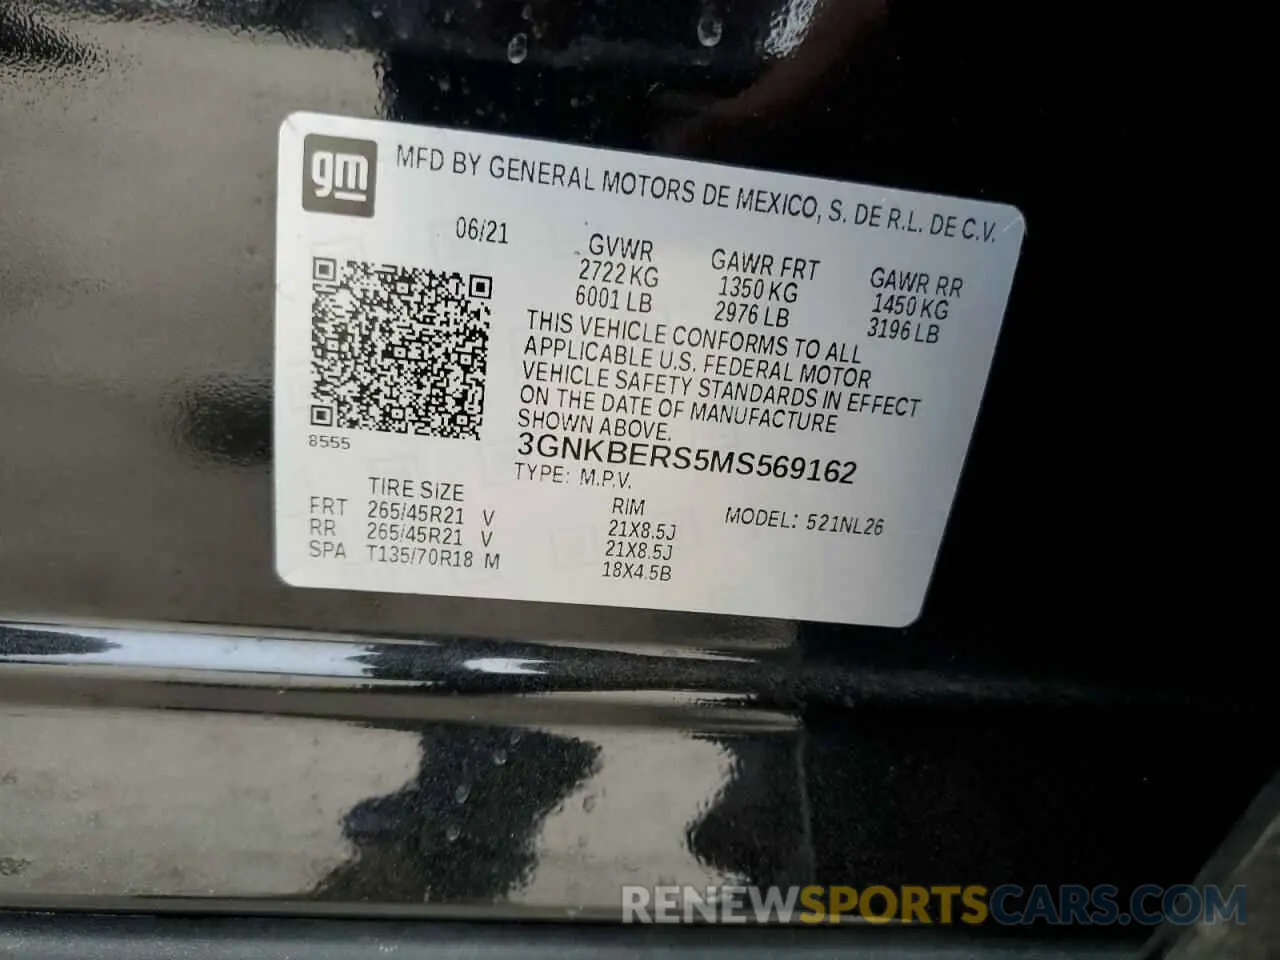 gm
MFD BY GENERAL MOTORS DE MEXICO, S. DE R.L. DE C.V.
06/21
GVWR GAWR FRT GAWR RR
2722 KG 1350 KG 1450 KG
6001 LB 2976 LB 3196 LB
THIS VEHICLE CONFORMS TO ALL
APPLICABLE U.S. FEDERAL MOTOR
VEHICLE SAFETY STANDARDS IN EFFECT
ON THE DATE OF MANUFACTURE
SHOWN ABOVE.
8555
3GNKBERS5MS569162
TYPE: M.P.V.
TIRE SIZE RIM MODEL: 521NL26
FRT 265/45R21 V 21X8.5J
RR 265/45R21 V 21X8.5J
SPA T135/70R18 M 18X4.5B
RENEWSPORTSCARS.COM